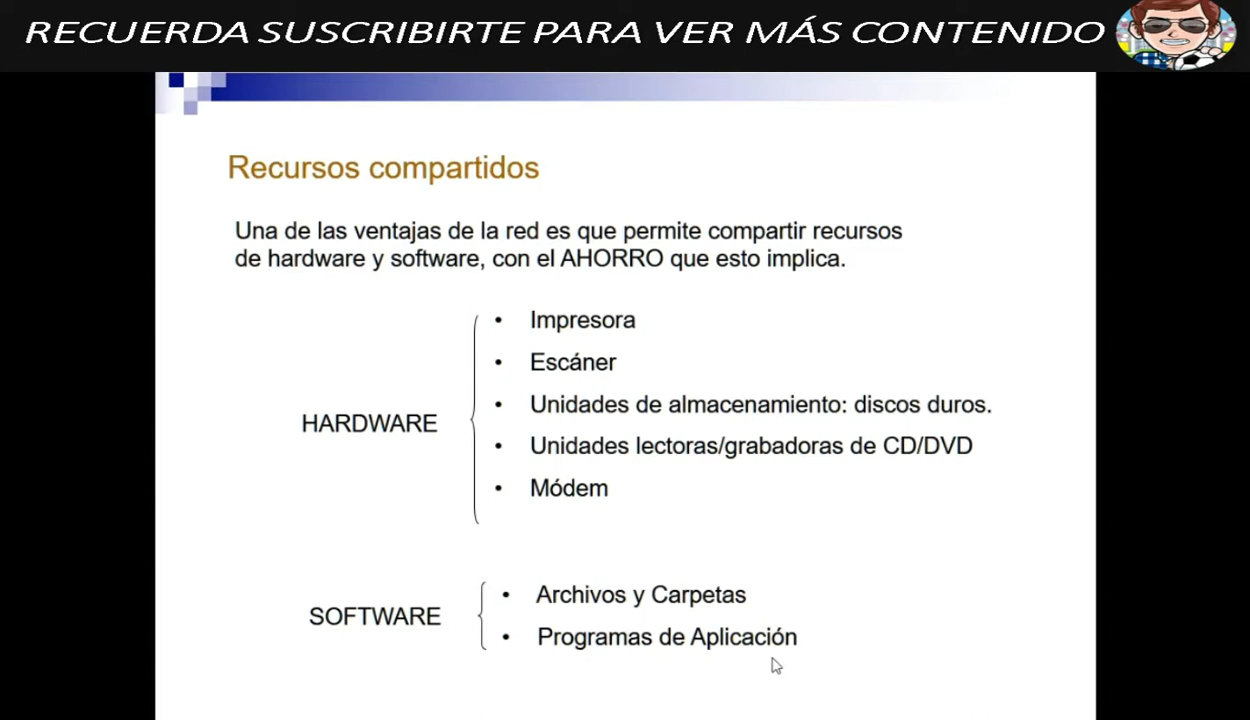 RECUERDA SUSCRIBIRTE PARA VER MÁS CONTENIDO
Recursos compartidos
Una de las ventajas de la red es que permite compartir recursos
de hardware y software, con el AHORRO que esto implica.
HARDWARE
• Impresora
• Escáner
• Unidades de almacenamiento: discos duros.
• Unidades lectoras/grabadoras de CD/DVD
• Módem
SOFTWARE
• Archivos y Carpetas
• Programas de Aplicación